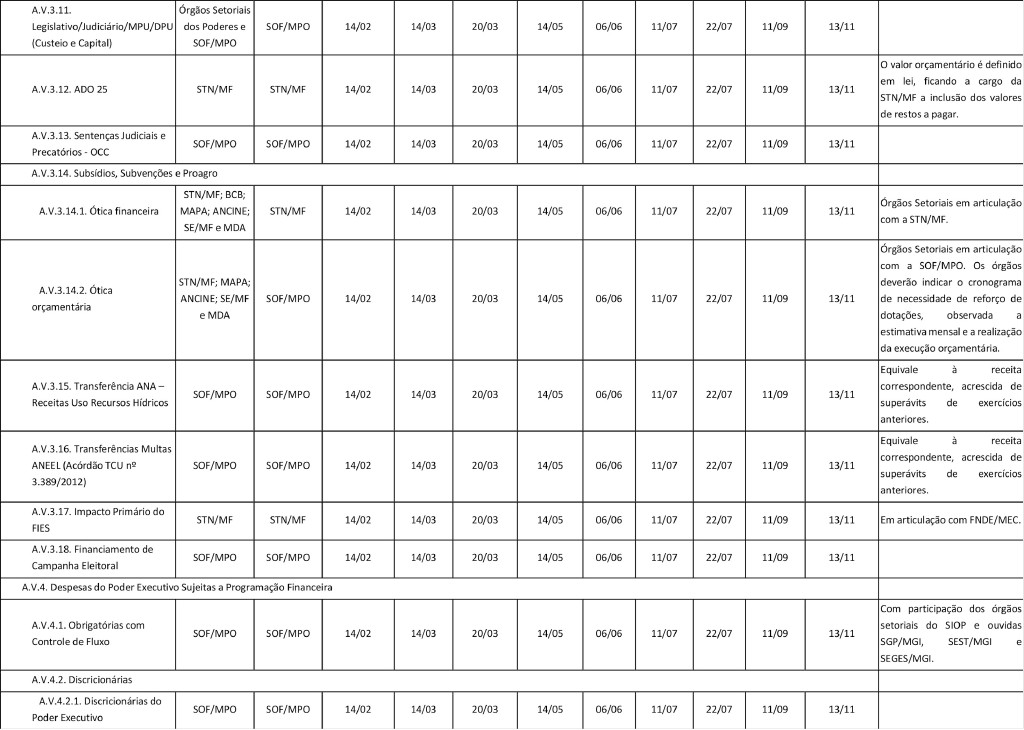 A.V.3.11. Legislativo/Judiciário/MPU/DPU (Custeio e Capital) Órgãos Setoriais dos Poderes e SOF/MPO SOF/MPO 14/02 14/03 20/03 14/05 06/06 11/07 22/07 11/09 13/11
A.V.3.12. ADO 25 STN/MF STN/MF 14/02 14/03 20/03 14/05 06/06 11/07 22/07 11/09 13/11 O valor orçamentário é definido em lei, ficando a cargo da STN/MF a inclusão dos valores de restos a pagar.
A.V.3.13. Sentenças Judiciais e Precatórios - OCC SOF/MPO SOF/MPO 14/02 14/03 20/03 14/05 06/06 11/07 22/07 11/09 13/11
A.V.3.14. Subsídios, Subvenções e Proagro
A.V.3.14.1. Ótica financeira STN/MF; BCB; MAPA; ANCINE; SE/MF e MDA STN/MF 14/02 14/03 20/03 14/05 06/06 11/07 22/07 11/09 13/11 Órgãos Setoriais em articulação com a STN/MF.
A.V.3.14.2. Ótica orçamentária STN/MF; MAPA; ANCINE; SE/MF e MDA SOF/MPO 14/02 14/03 20/03 14/05 06/06 11/07 22/07 11/09 13/11 Órgãos Setoriais em articulação com a SOF/MPO. Os órgãos deverão indicar o cronograma de necessidade de reforço de dotações, observada a estimativa mensal e a realização da execução orçamentária.
A.V.3.15. Transferência ANA – Receitas Uso Recursos Hídricos SOF/MPO SOF/MPO 14/02 14/03 20/03 14/05 06/06 11/07 22/07 11/09 13/11 Equivale à receita correspondente, acrescida de superávits de exercícios anteriores.
A.V.3.16. Transferências Multas ANEEL (Acórdão TCU nº 3.389/2012) SOF/MPO SOF/MPO 14/02 14/03 20/03 14/05 06/06 11/07 22/07 11/09 13/11 Equivale à receita correspondente, acrescida de superávits de exercícios anteriores.
A.V.3.17. Impacto Primário do FIES STN/MF STN/MF 14/02 14/03 20/03 14/05 06/06 11/07 22/07 11/09 13/11 Em articulação com FNDE/MEC.
A.V.3.18. Financiamento de Campanha Eleitoral SOF/MPO SOF/MPO 14/02 14/03 20/03 14/05 06/06 11/07 22/07 11/09 13/11
A.V.4. Despesas do Poder Executivo Sujeitas a Programação Financeira
A.V.4.1. Obrigatórias com Controle de Fluxo SOF/MPO SOF/MPO 14/02 14/03 20/03 14/05 06/06 11/07 22/07 11/09 13/11 Com participação dos órgãos setoriais do SIOP e ouvidas SGP/MGI, SEST/MGI e SEGES/MGI.
A.V.4.2. Discricionárias
A.V.4.2.1. Discricionárias do Poder Executivo SOF/MPO SOF/MPO 14/02 14/03 20/03 14/05 06/06 11/07 22/07 11/09 13/11